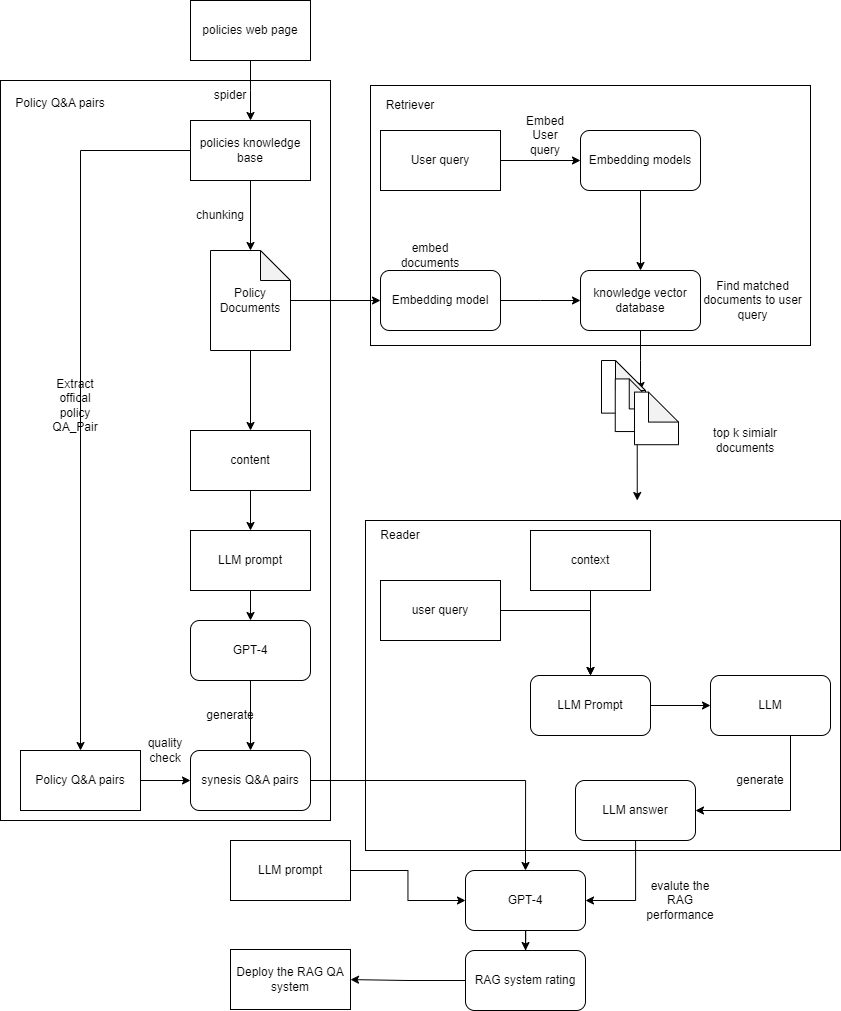 policies web page
Policy Q&A pairs
spider
policies knowledge
base
chunking
Policy
Documents
Extract
offical
policy
QA_Pair
content
LLM prompt
GPT-4
generate
Policy Q&A pairs
quality
check
synesis Q&A pairs
Retriever
User query
Embed
User
query
Embedding models
embed
documents
Embedding model
knowledge vector
database
Find matched
documents to user
query
top k simialr
documents
Reader
context
user query
LLM Prompt
LLM
generate
LLM answer
LLM prompt
GPT-4
evalute the
RAG
performance
Deploy the RAG QA
system
RAG system rating